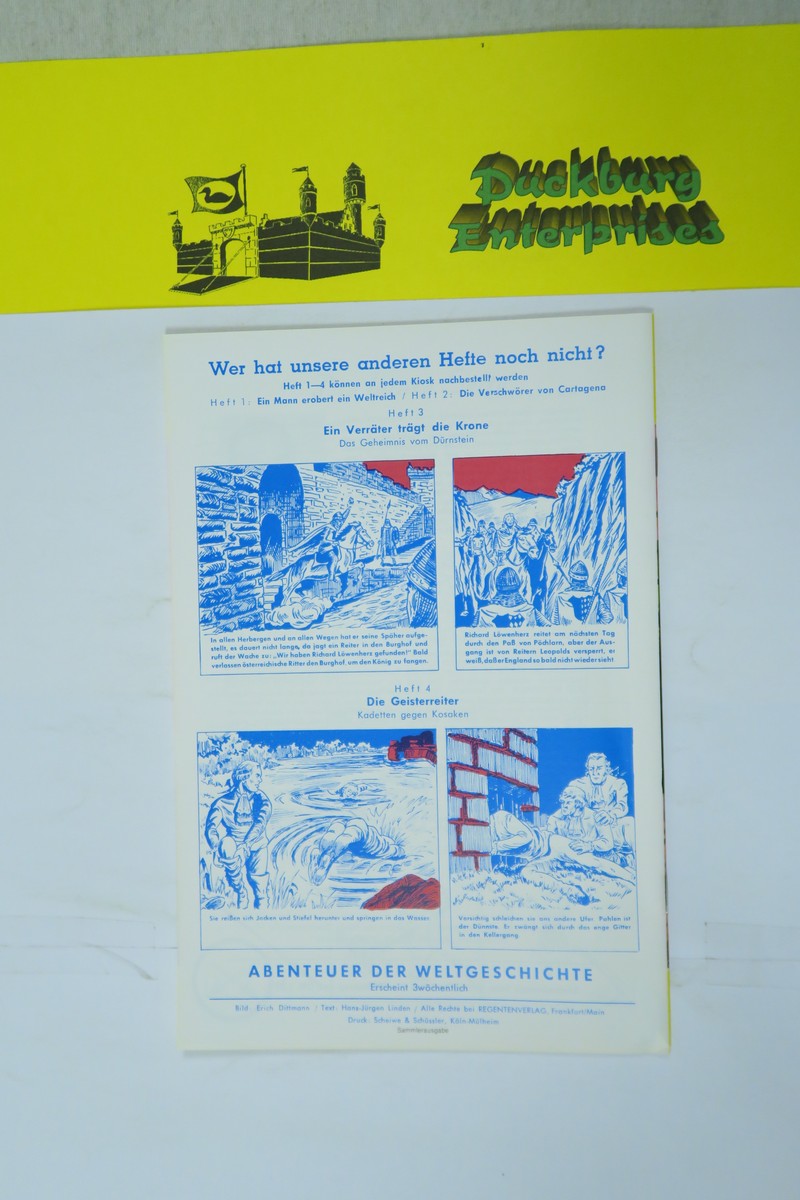 Duckburg
Enterprises
Wer hat unsere anderen Hefte noch nicht?
Heft 1—4 können an jedem Kiosk nachbestellt werden
Heft 1: Ein Mann erobert ein Weltreich / Heft 2: Die Verschwörer von Cartagena
Heft 3
Ein Verräter trägt die Krone
Das Geheimnis vom Dürnstein
In allen Herbergen und an allen Wegen hat er seine Späher aufge-
stellt, es dauert nicht lange, da jagt ein Reiter in den Burghof und
ruft der Wache zu: „Wir haben Richard Löwenherz gefunden!" Bald
verlassen österreichische Ritter den Burghof, um den König zu fangen.
Richard Löwenherz reitet am nächsten Tag
durch den Paß von Pöchlarn, aber der Aus-
gang ist von Reitern Leopolds versperrt, er
weiß, daß er England so bald nicht wieder sieht
Heft 4
Die Geisterreiter
Kadetten gegen Kosaken
Sie reißen sich Jacken und Stiefel herunter und springen in das Wasser
Vorsichtig schleichen sie ans andere Ufer. Pahlen ist
der Dünnste. Er zwängt sich durch das enge Gitter
in den Kellergang
ABENTEUER DER WELTGESCHICHTE
Erscheint 3wöchentlich
Bild: Erich Dittmann / Text: Hans-Jürgen Linden / Alle Rechte bei REGENTENVERLAG, Frankfurt/Main
Druck: Scheiwe & Schössler, Köln-Mülheim
Sammlerausgabe